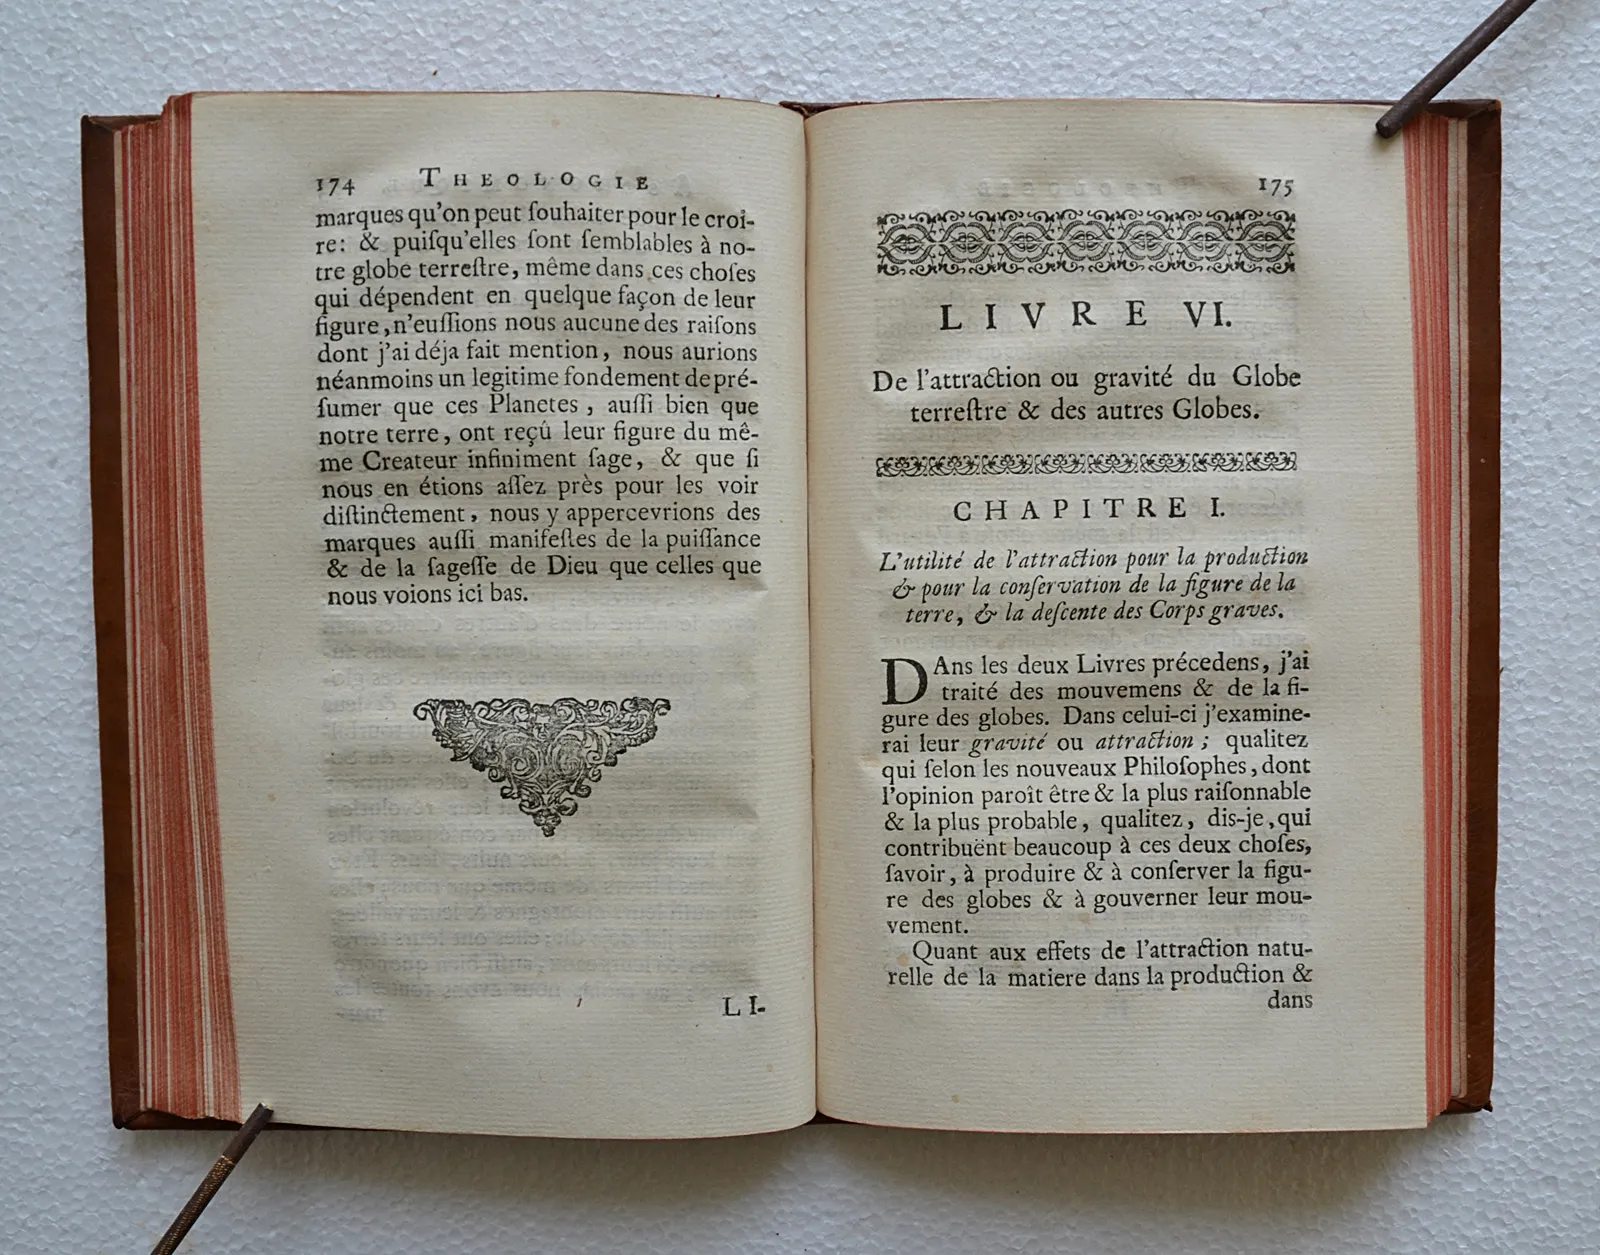 174 THEOLOGIE
marques qu'on peut ſouhaiter pour le croi-
re: & puiſqu'elles ſont ſemblables à no-
tre globe terreſtre, même dans ces choſes
qui dépendent en quelque façon de leur
figure, n'euſſions nous aucune des raiſons
dont j'ai déja fait mention, nous aurions
néanmoins un legitime fondement de pré-
ſumer que ces Planetes, auſſi bien que
notre terre, ont reçû leur figure du mê-
me Createur infiniment ſage, & que ſi
nous en étions aſſez près pour les voir
diſtinctement, nous y appercevrions des
marques auſſi manifeſtes de la puiſſance
& de la ſageſſe de Dieu que celles que
nous voions ici bas.
LI-
175
LIVRE VI.
De l'attraction ou gravité du Globe
terreſtre & des autres Globes.
CHAPITRE I.
L'utilité de l'attraction pour la production
& pour la conſervation de la figure de la
terre, & la deſcente des Corps graves.
DAns les deux Livres précedens, j'ai
traité des mouvemens & de la fi-
gure des globes. Dans celui-ci j'examine-
rai leur gravité ou attraction; qualitez
qui ſelon les nouveaux Philoſophes, dont
l'opinion paroît être & la plus raiſonnable
& la plus probable, qualitez, dis-je, qui
contribuënt beaucoup à ces deux choſes,
ſavoir, à produire & à conſerver la figu-
re des globes & à gouverner leur mou-
vement.
Quant aux effets de l'attraction natu-
relle de la matiere dans la production &
dans